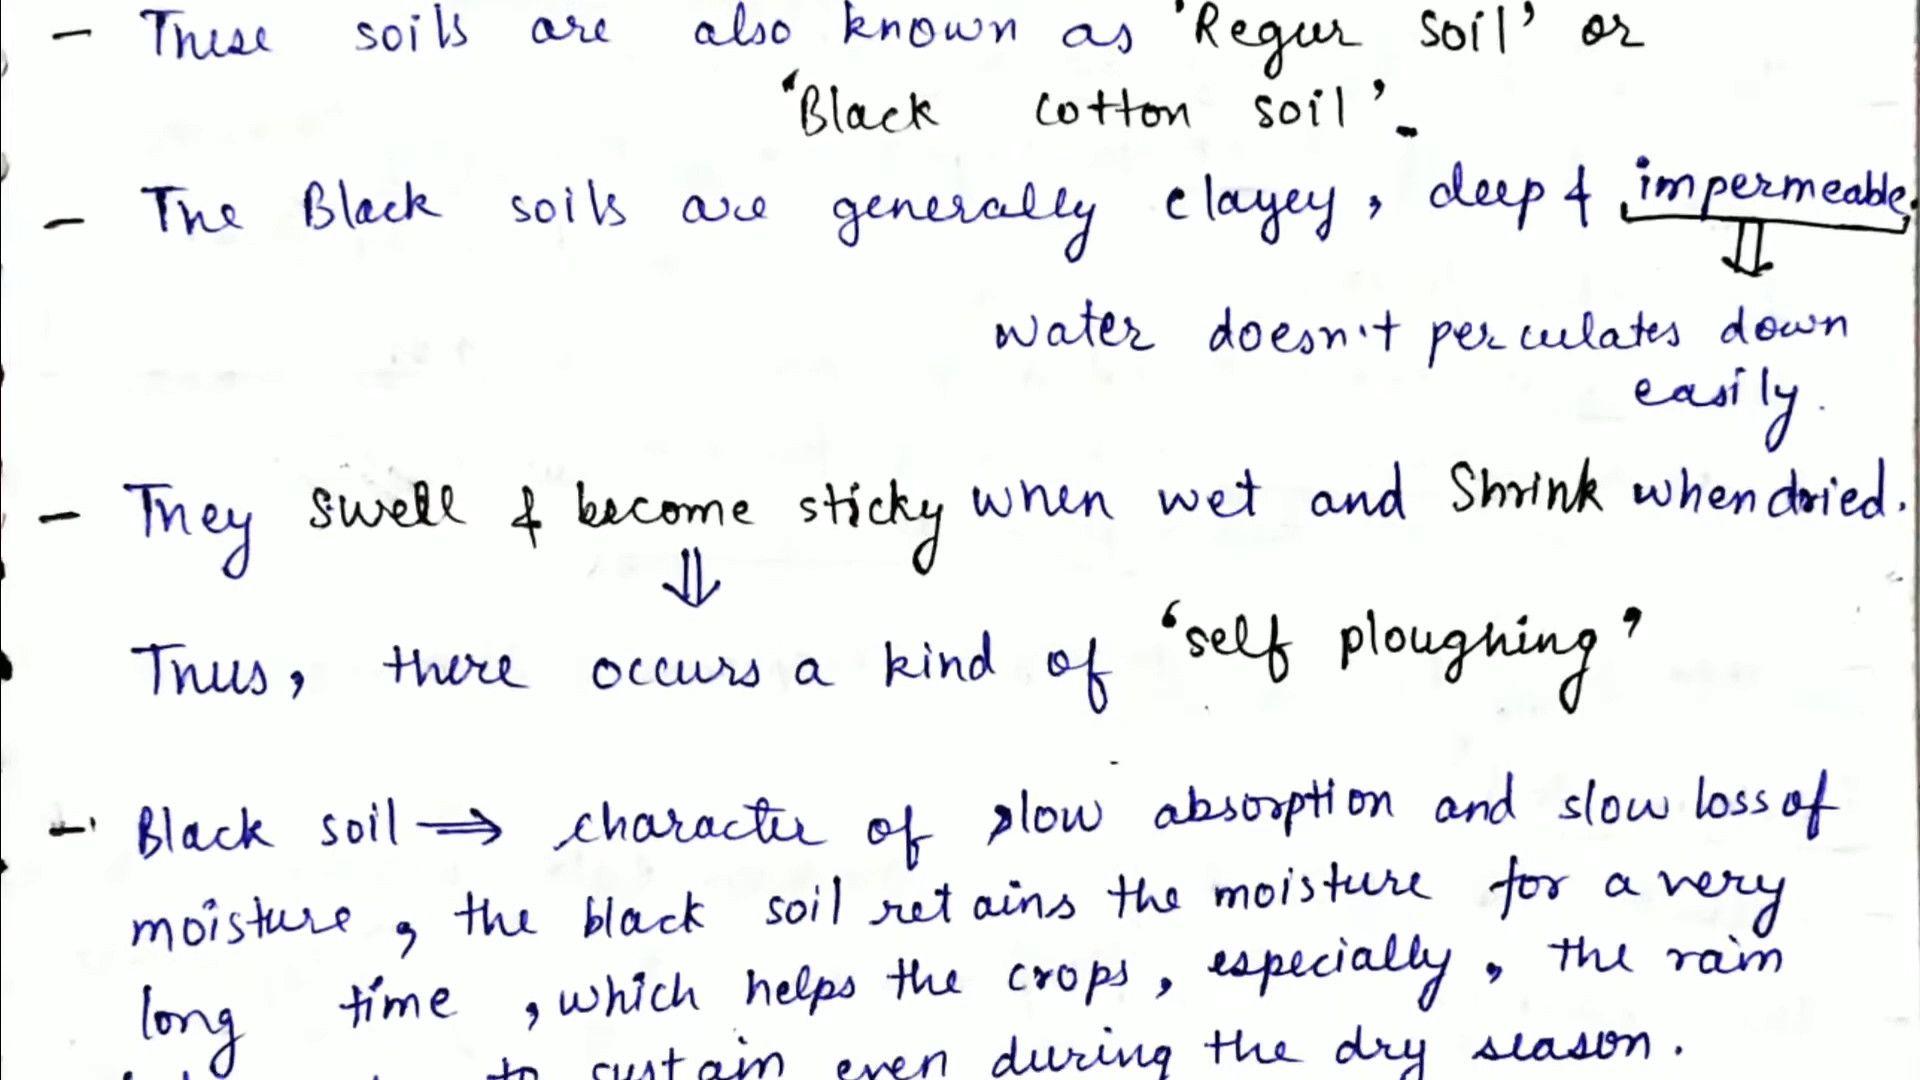 - These soils are also known as 'Regur soil' or
'Black cotton soil'.
- The Black soils are generally clayey, deep & impermeable.
⇓
water doesn't perculates down
easily.
- They swell & become sticky when wet and Shrink when dried.
⇓
Thus, there occurs a kind of 'self ploughing'
- Black soil ⇒ character of slow absorption and slow loss of
moisture, the black soil retains the moisture for a very
long time, which helps the crops, especially, the rain
to sustain even during the dry season.